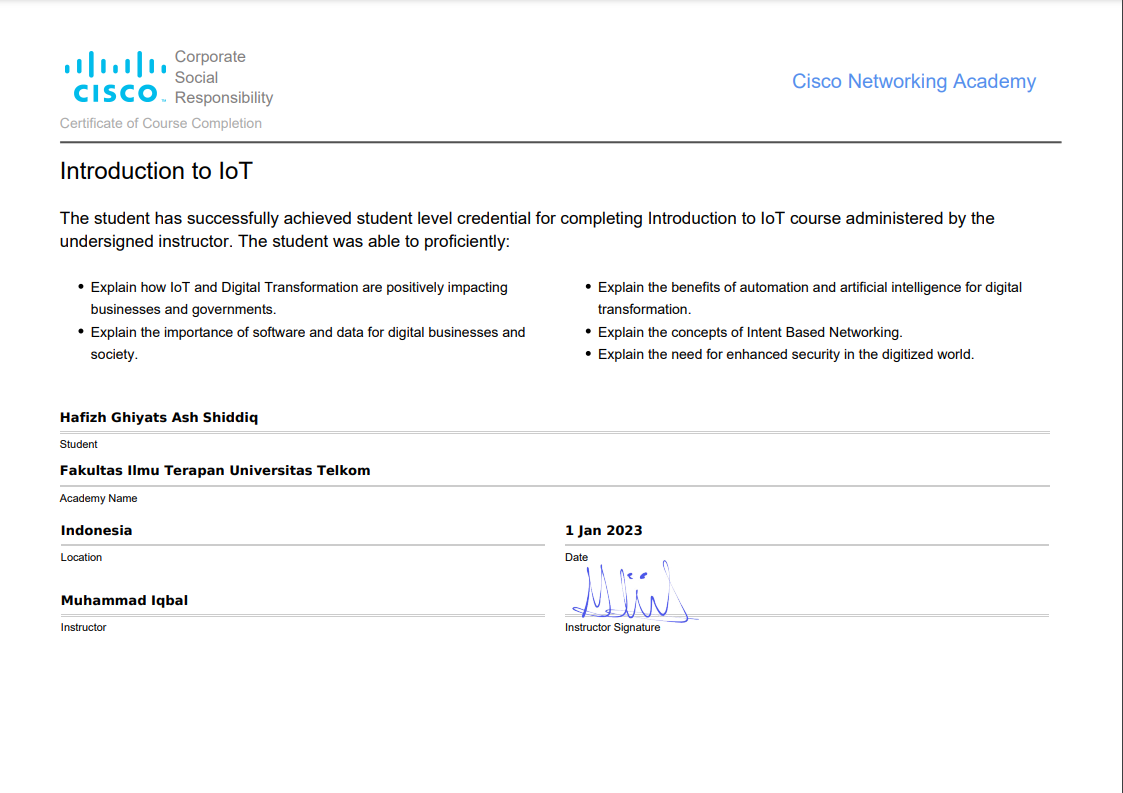 Corporate
Social
CISCO Responsibility
Cisco Networking Academy
Certificate of Course Completion
Introduction to IoT
The student has successfully achieved student level credential for completing Introduction to IoT course administered by the
undersigned instructor. The student was able to proficiently:
• Explain how IoT and Digital Transformation are positively impacting
businesses and governments.
• Explain the importance of software and data for digital businesses and
society.
• Explain the benefits of automation and artificial intelligence for digital
transformation.
• Explain the concepts of Intent Based Networking.
• Explain the need for enhanced security in the digitized world.
Hafizh Ghiyats Ash Shiddiq
Student
Fakultas Ilmu Terapan Universitas Telkom
Academy Name
Indonesia
Location
1 Jan 2023
Date
Muhammad Iqbal
Instructor
Instructor Signature